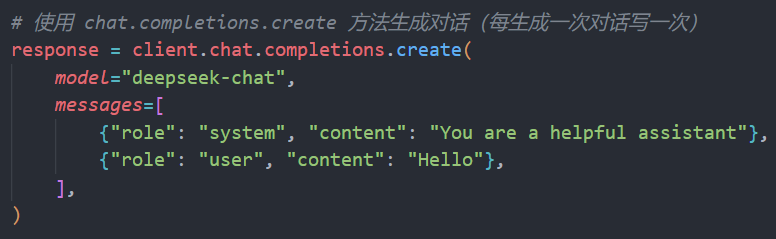 # 使用 chat.completions.create 方法生成对话（每生成一次对话写一次）
response = client.chat.completions.create(
    model="deepseek-chat",
    messages=[
        {"role": "system", "content": "You are a helpful assistant"},
        {"role": "user", "content": "Hello"},
    ],
)